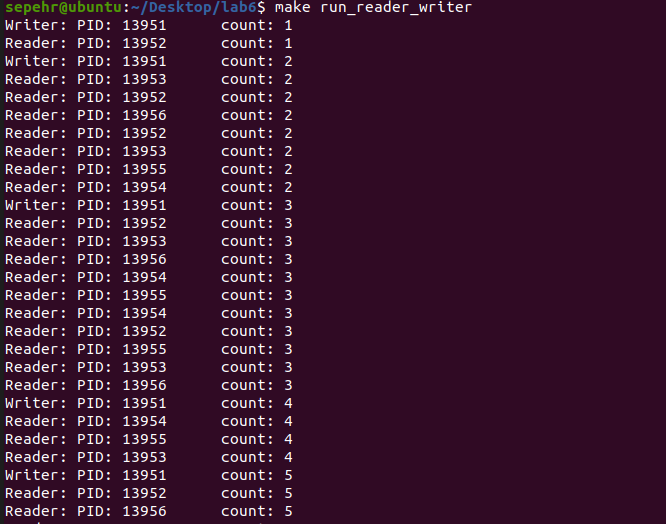 sepehr@ubuntu:~/Desktop/lab6$ make run_reader_writer
Writer: PID: 13951 count: 1
Reader: PID: 13952 count: 1
Writer: PID: 13951 count: 2
Reader: PID: 13953 count: 2
Reader: PID: 13952 count: 2
Reader: PID: 13956 count: 2
Reader: PID: 13952 count: 2
Reader: PID: 13953 count: 2
Reader: PID: 13955 count: 2
Reader: PID: 13954 count: 2
Writer: PID: 13951 count: 3
Reader: PID: 13952 count: 3
Reader: PID: 13953 count: 3
Reader: PID: 13956 count: 3
Reader: PID: 13954 count: 3
Reader: PID: 13955 count: 3
Reader: PID: 13954 count: 3
Reader: PID: 13952 count: 3
Reader: PID: 13955 count: 3
Reader: PID: 13953 count: 3
Reader: PID: 13956 count: 3
Writer: PID: 13951 count: 4
Reader: PID: 13954 count: 4
Reader: PID: 13955 count: 4
Reader: PID: 13953 count: 4
Writer: PID: 13951 count: 5
Reader: PID: 13952 count: 5
Reader: PID: 13956 count: 5